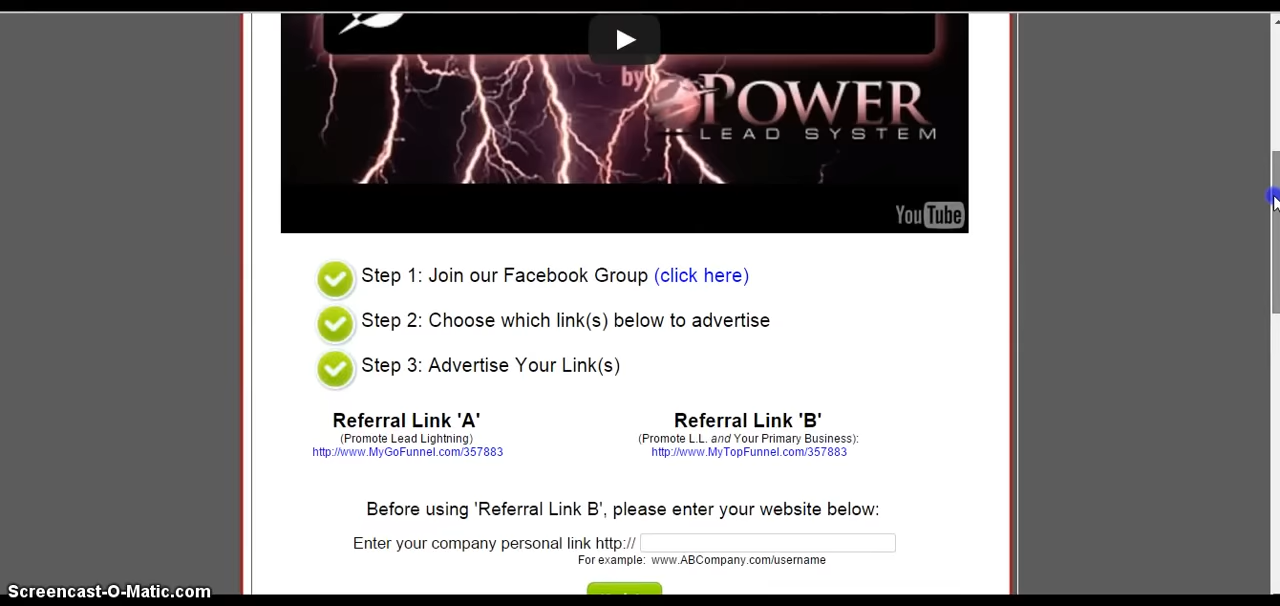 by
POWER
LEAD SYSTEM
YouTube
Step 1: Join our Facebook Group (click here)
Step 2: Choose which link(s) below to advertise
Step 3: Advertise Your Link(s)
Referral Link 'A'
(Promote Lead Lightning)
http://www.MyGoFunnel.com/357883
Referral Link 'B'
(Promote L.L. and Your Primary Business):
http://www.MyTopFunnel.com/357883
Before using 'Referral Link B', please enter your website below:
Enter your company personal link http://
For example: www.ABCompany.com/username
Screencast-O-Matic.com